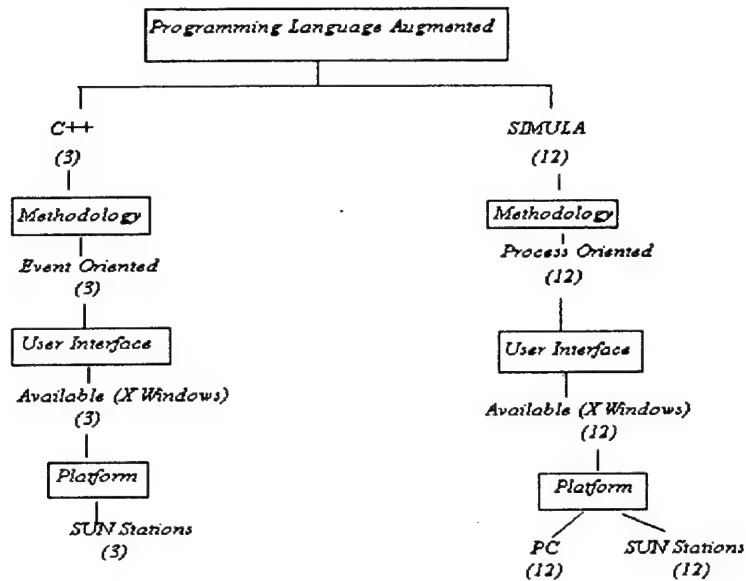 Programming Language Augmented
C++
(3)
SIMULA
(12)
Methodology
Methodology
Event Oriented
(3)
Process Oriented
(12)
User Interface
User Interface
Available (X Windows)
(3)
Available (X Windows)
(12)
Platform
Platform
SUN Stations
(3)
PC
(12)
SUN Stations
(12)